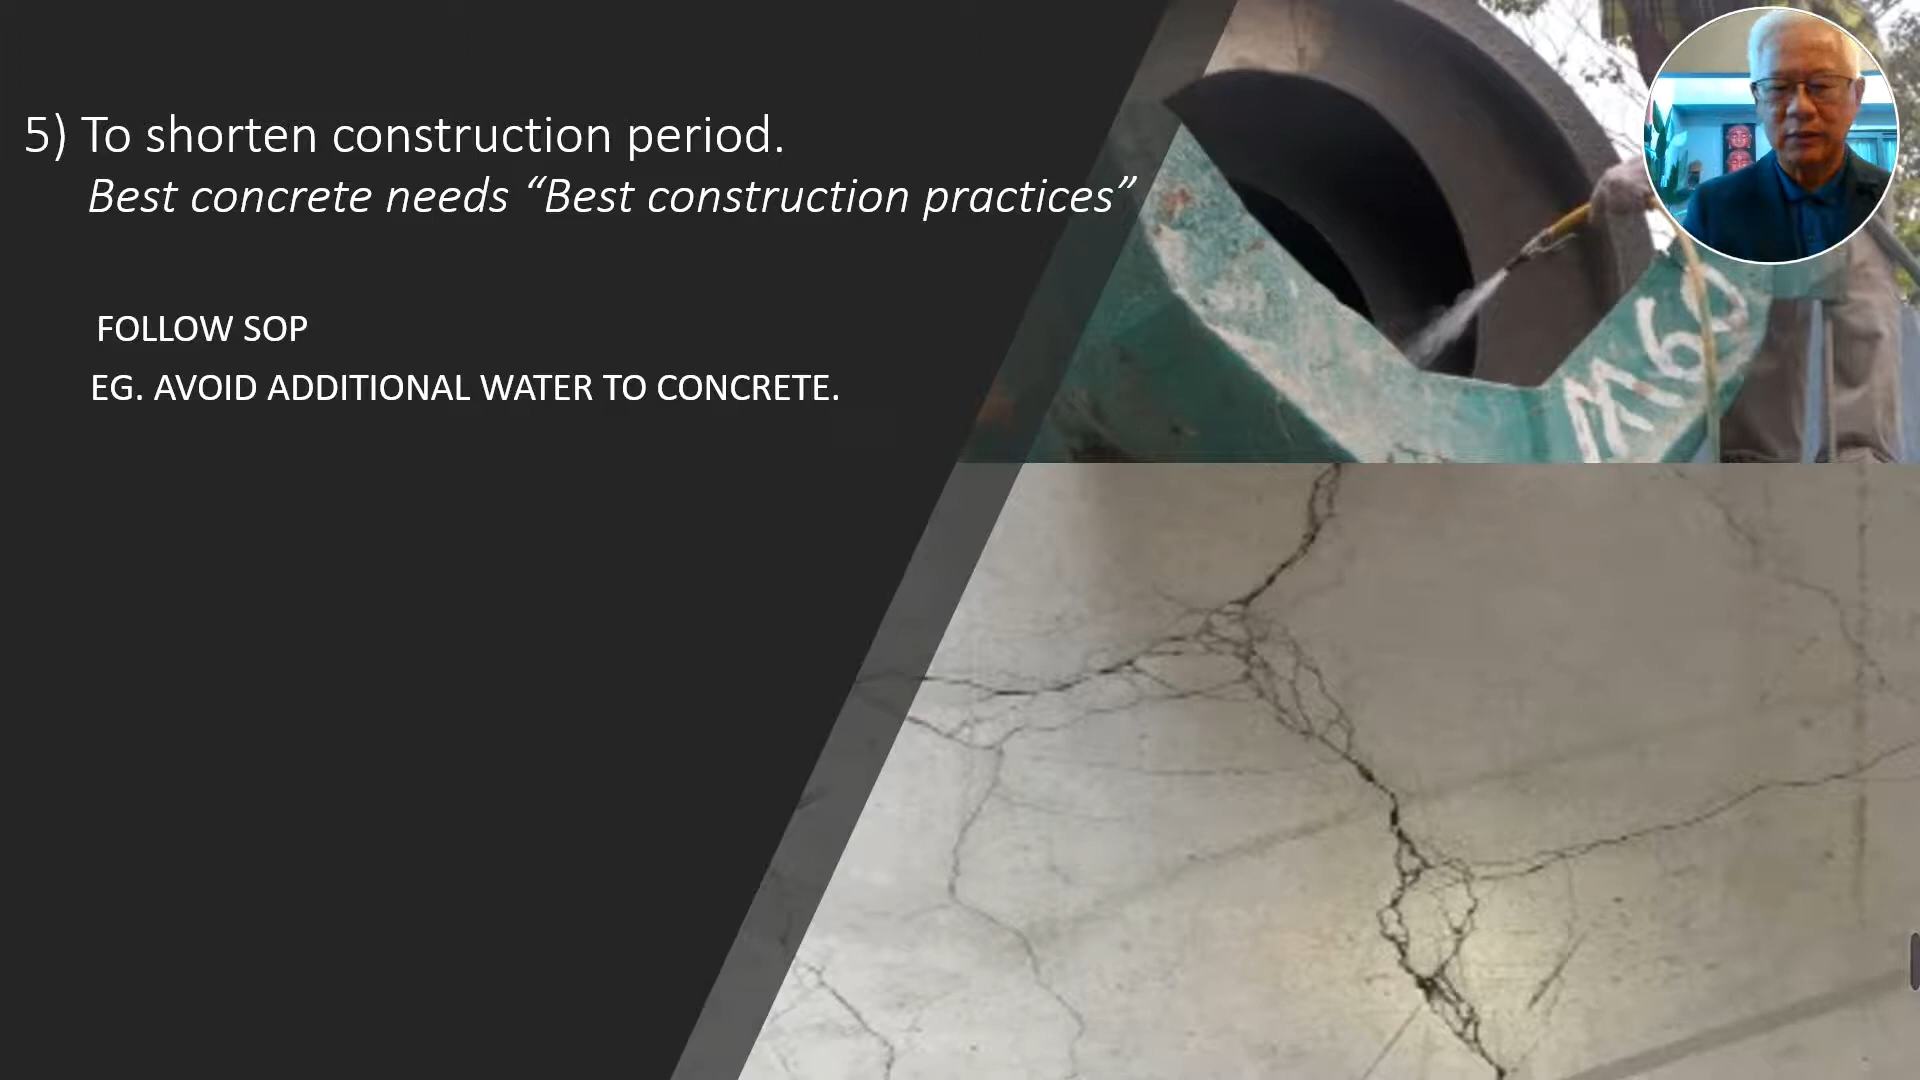 5) To shorten construction period.
Best concrete needs “Best construction practices”
FOLLOW SOP
EG. AVOID ADDITIONAL WATER TO CONCRETE.
M60